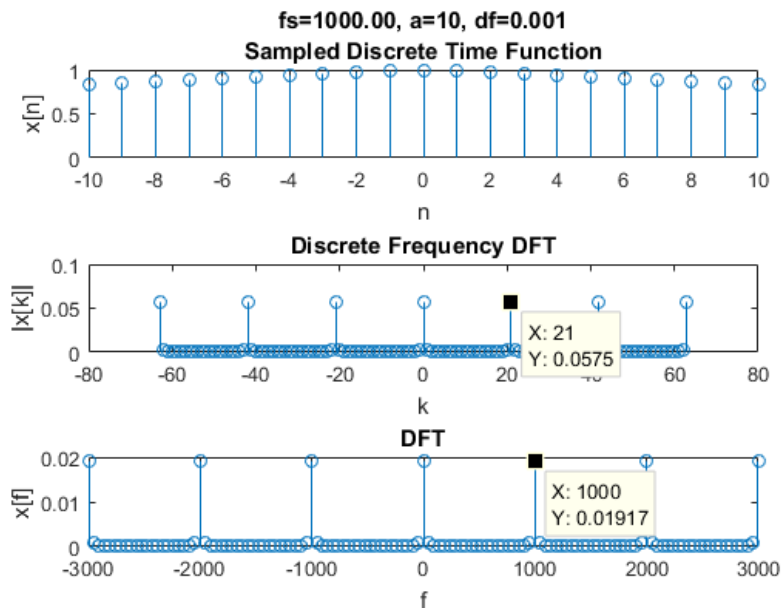 fs=1000.00, a=10, df=0.001
Sampled Discrete Time Function
1
0.5
0
x[n]
-10 -8 -6 -4 -2 0 2 4 6 8 10
n
Discrete Frequency DFT
0.1
0.05
0
|x[k]|
X: 21
Y: 0.0575
-80 -60 -40 -20 0 20 40 60 80
k
DFT
0.02
0.01
0
x[f]
X: 1000
Y: 0.01917
-3000 -2000 -1000 0 1000 2000 3000
f